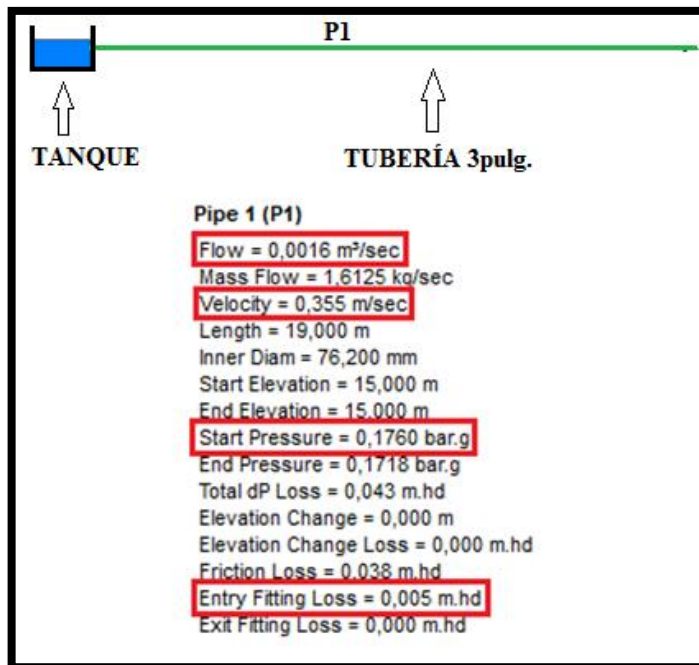 P1
TANQUE
TUBERÍA 3pulg.
Pipe 1 (P1)
Flow = 0,0016 m³/sec
Mass Flow = 1,6125 kg/sec
Velocity = 0,355 m/sec
Length = 19,000 m
Inner Diam = 76,200 mm
Start Elevation = 15,000 m
End Elevation = 15,000 m
Start Pressure = 0,1760 bar.g
End Pressure = 0,1718 bar.g
Total dP Loss = 0,043 m.hd
Elevation Change = 0,000 m
Elevation Change Loss = 0,000 m.hd
Friction Loss = 0,038 m.hd
Entry Fitting Loss = 0,005 m.hd
Exit Fitting Loss = 0,000 m.hd